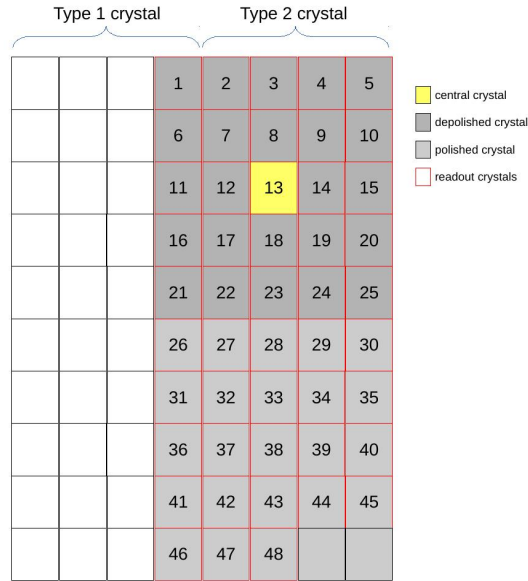 Type 1 crystal Type 2 crystal
1 2 3 4 5
6 7 8 9 10
11 12 13 14 15
16 17 18 19 20
21 22 23 24 25
26 27 28 29 30
31 32 33 34 35
36 37 38 39 40
41 42 43 44 45
46 47 48
central crystal
depolished crystal
polished crystal
readout crystals